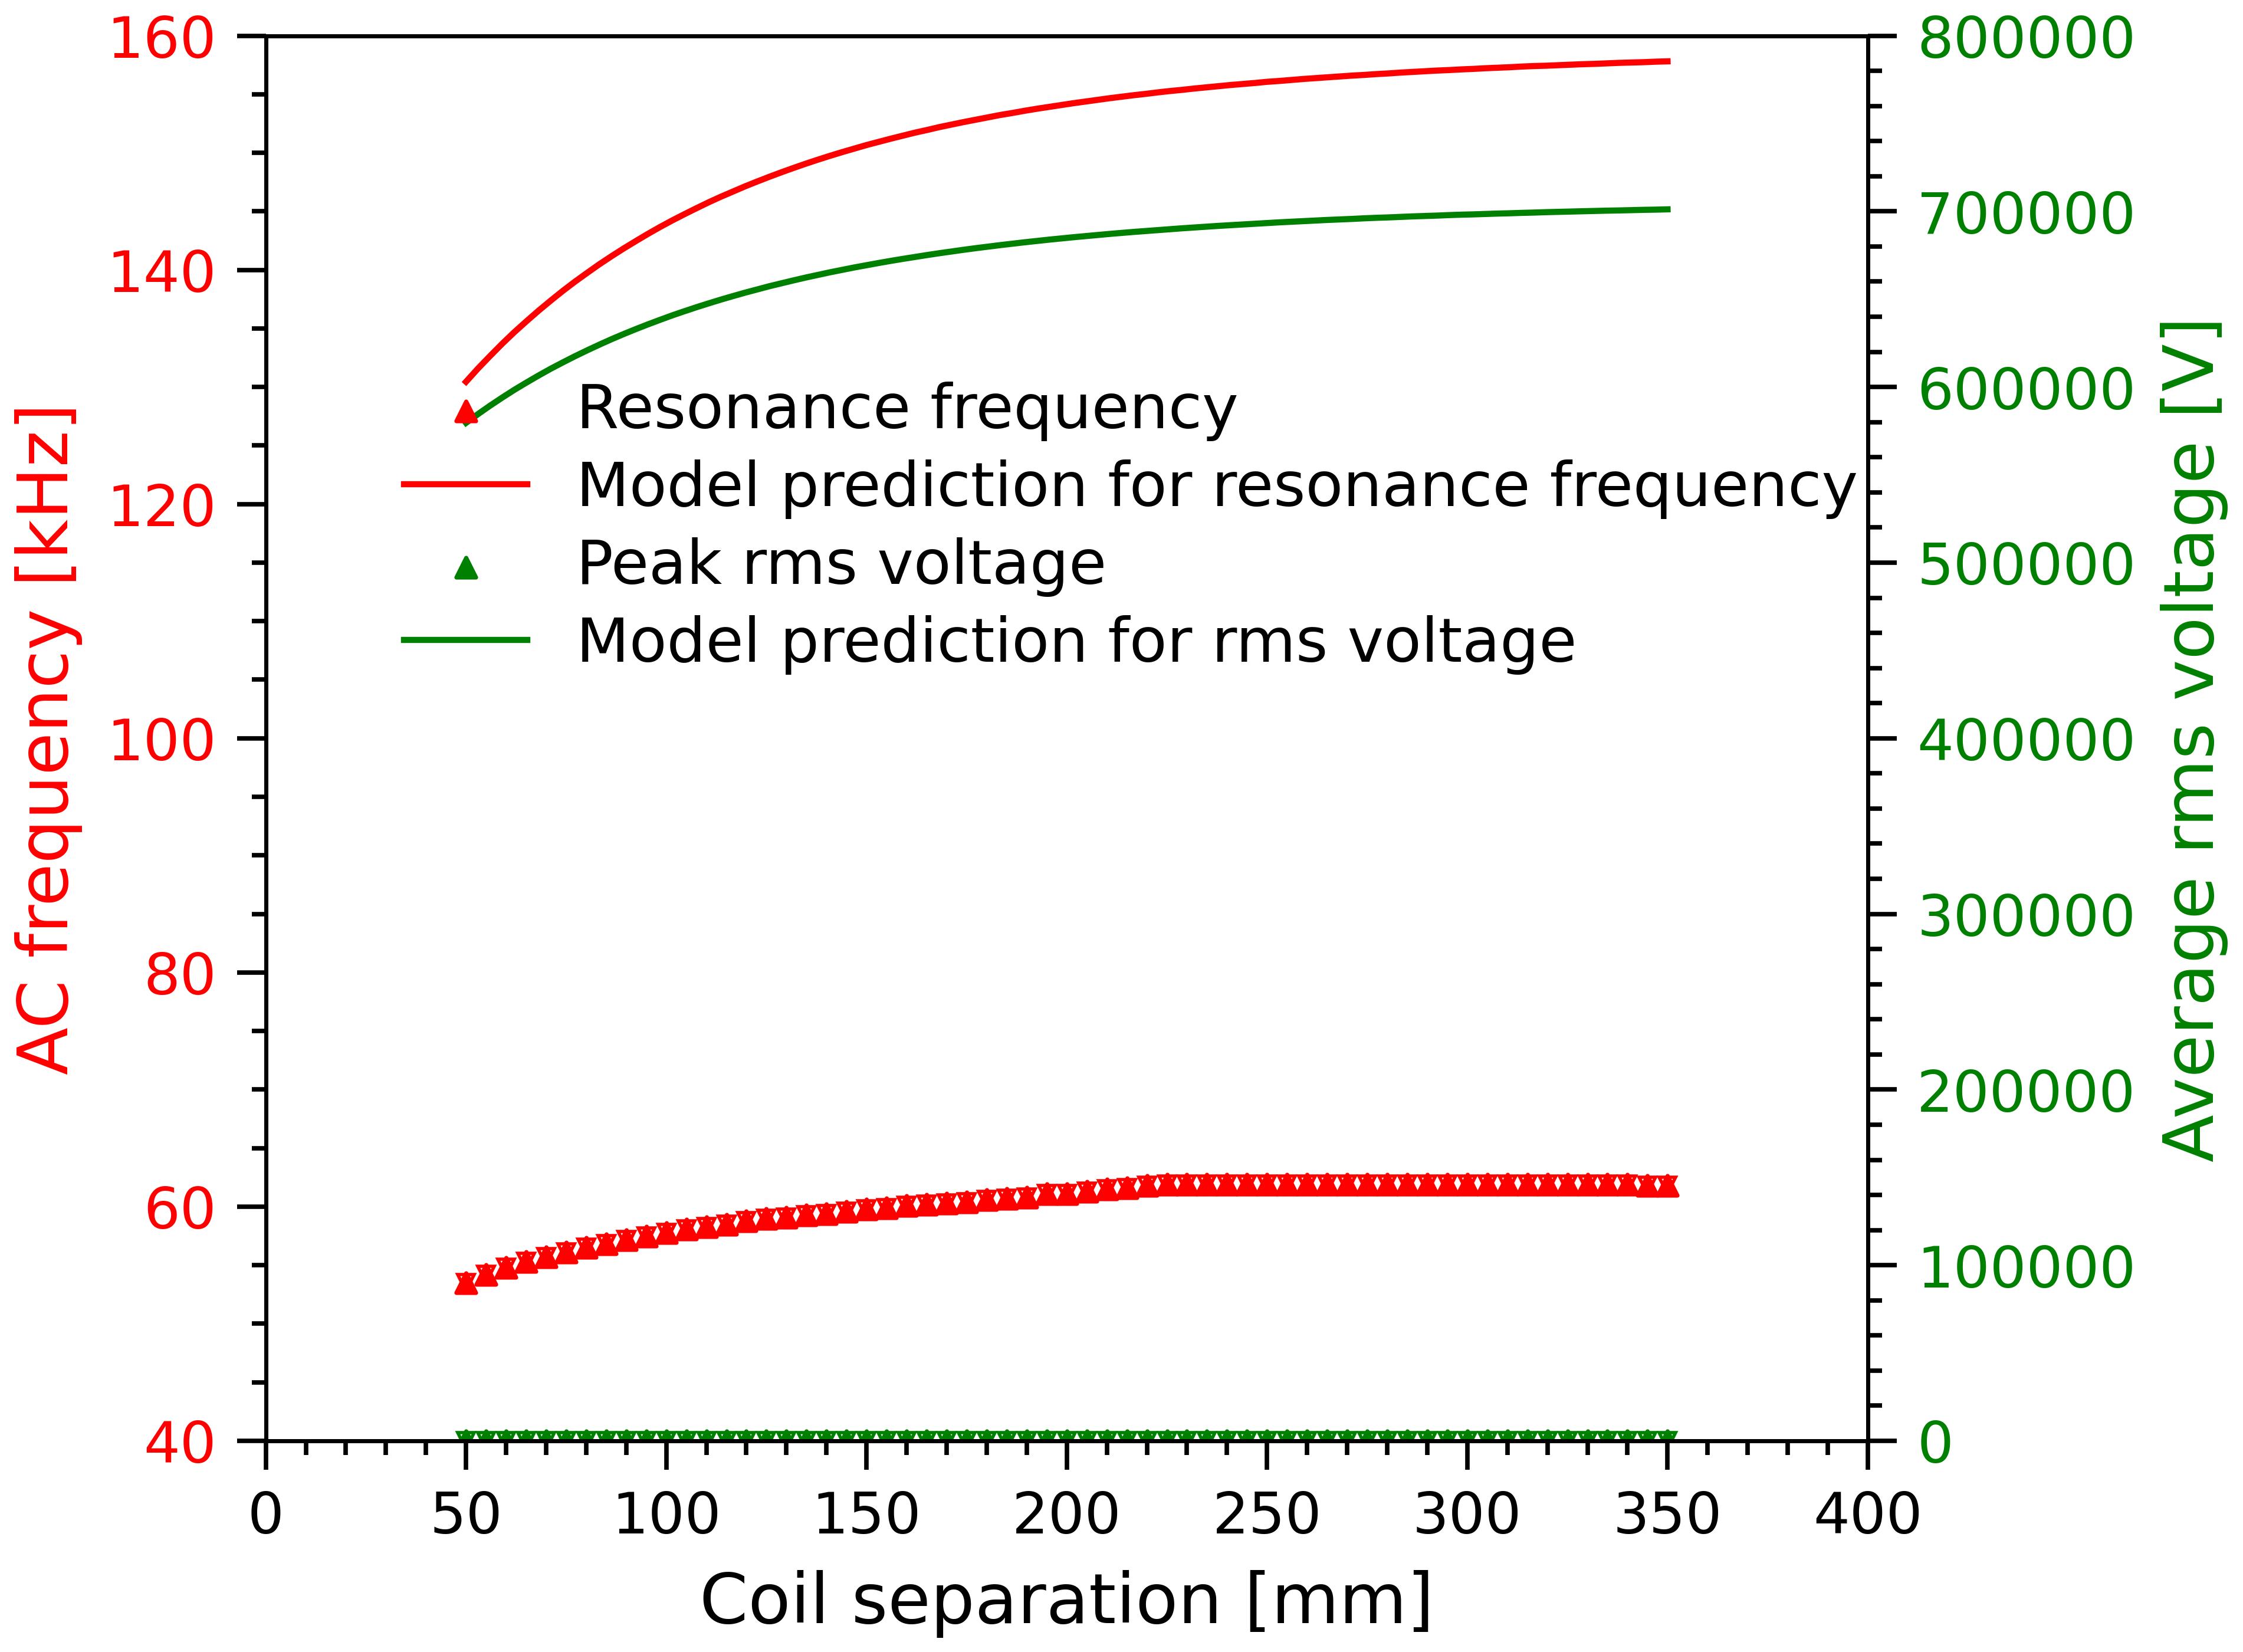 160
140
120
100
80
60
40
AC frequency [kHz]
800000
700000
600000
500000
400000
300000
200000
100000
0
Average rms voltage [V]
Resonance frequency
Model prediction for resonance frequency
Peak rms voltage
Model prediction for rms voltage
0 50 100 150 200 250 300 350 400
Coil separation [mm]